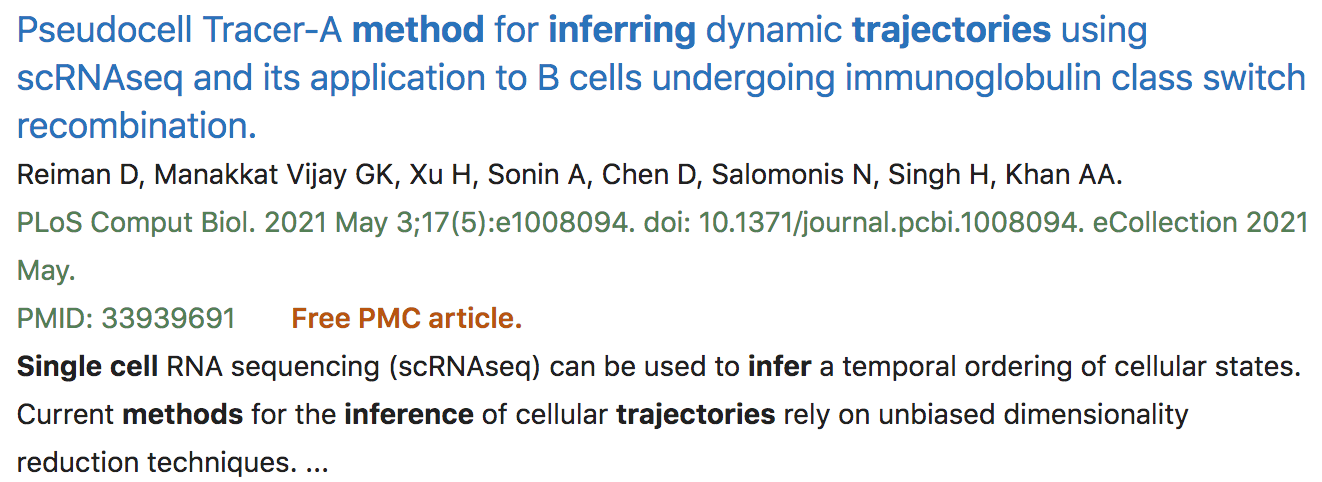 Pseudocell Tracer-A method for inferring dynamic trajectories using
scRNAseq and its application to B cells undergoing immunoglobulin class switch
recombination.
Reiman D, Manakkat Vijay GK, Xu H, Sonin A, Chen D, Salomonis N, Singh H, Khan AA.
PLoS Comput Biol. 2021 May 3;17(5):e1008094. doi: 10.1371/journal.pcbi.1008094. eCollection 2021
May.
PMID: 33939691 Free PMC article.
Single cell RNA sequencing (scRNAseq) can be used to infer a temporal ordering of cellular states.
Current methods for the inference of cellular trajectories rely on unbiased dimensionality
reduction techniques. ...